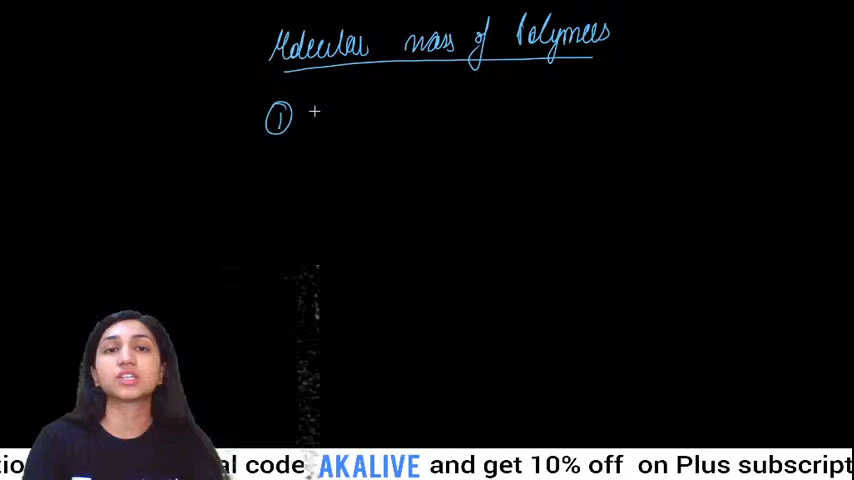 Molecular mass of Polymers
①
tio al code AKALIVE and get 10% off on Plus subscript